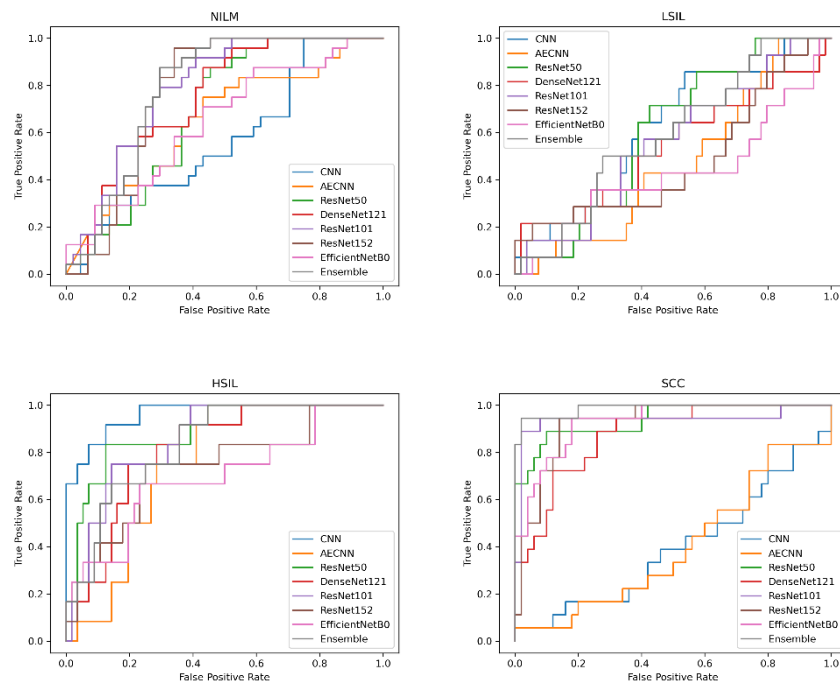 NILM
1.0
0.8
0.6
0.4
0.2
0.0
True Positive Rate
CNN
AECNN
ResNet50
DenseNet121
ResNet101
ResNet152
EfficientNetB0
Ensemble
0.0 0.2 0.4 0.6 0.8 1.0
False Positive Rate
LSIL
1.0
0.8
0.6
0.4
0.2
0.0
True Positive Rate
CNN
AECNN
ResNet50
DenseNet121
ResNet101
ResNet152
EfficientNetB0
Ensemble
0.0 0.2 0.4 0.6 0.8 1.0
False Positive Rate
HSIL
1.0
0.8
0.6
0.4
0.2
0.0
True Positive Rate
CNN
AECNN
ResNet50
DenseNet121
ResNet101
ResNet152
EfficientNetB0
Ensemble
0.0 0.2 0.4 0.6 0.8 1.0
False Positive Rate
SCC
1.0
0.8
0.6
0.4
0.2
0.0
True Positive Rate
CNN
AECNN
ResNet50
DenseNet121
ResNet101
ResNet152
EfficientNetB0
Ensemble
0.0 0.2 0.4 0.6 0.8 1.0
False Positive Rate